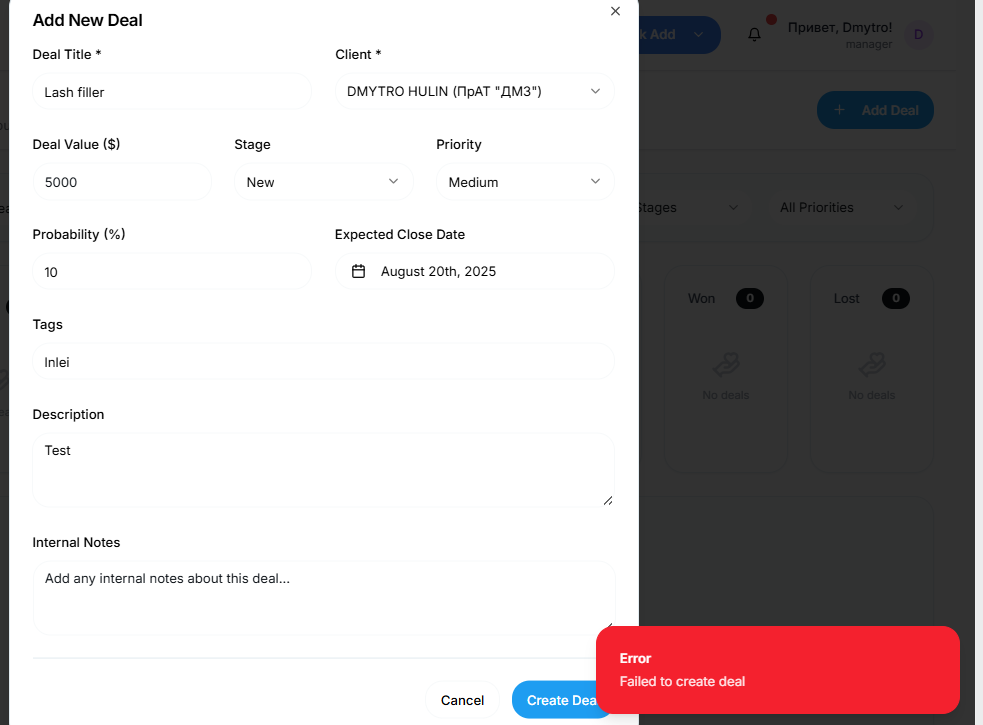 Add New Deal
Deal Title *
Client *
Lash filler
DMYTRO HULIN (ПрАТ "ДМЗ")
Deal Value ($)
Stage
Priority
5000
New
Medium
Probability (%)
Expected Close Date
10
August 20th, 2025
Tags
Inlei
Description
Test
Internal Notes
Add any internal notes about this deal...
Cancel
Create Dea
k Add
Привет, Dmytro!
manager
D
+ Add Deal
Stages
All Priorities
Won
0
Lost
0
No deals
No deals
Error
Failed to create deal